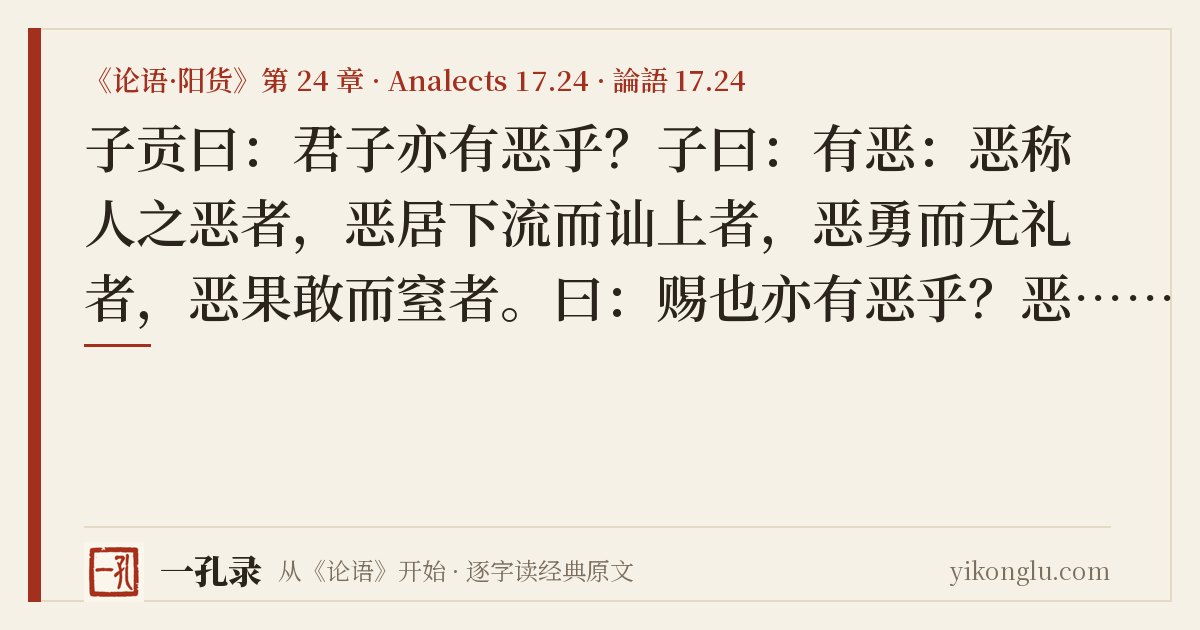 《论语·阳货》第 24 章 · Analects 17.24 · 論語 17.24
子贡曰：君子亦有恶乎？子曰：有恶：恶称
人之恶者，恶居下流而讪上者，恶勇而无礼
者，恶果敢而窒者。曰：赐也亦有恶乎？恶……
一孔
一孔录
从《论语》开始 · 逐字读经典原文
yikonglu.com